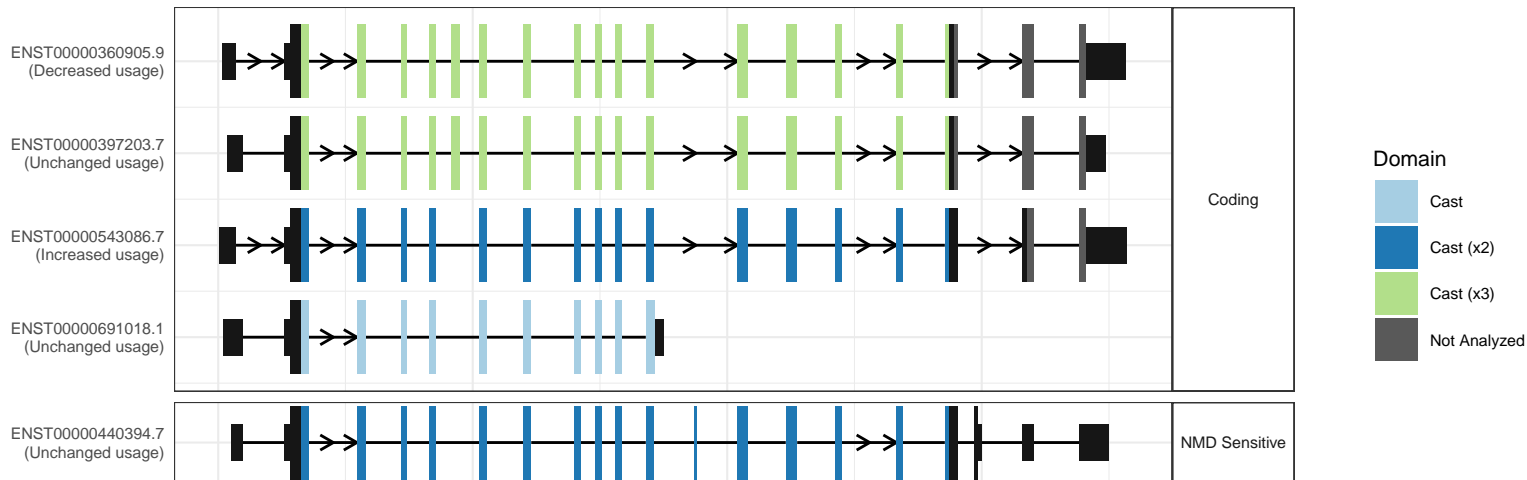 ENST00000360905.9
(Decreased usage)
ENST00000397203.7
(Unchanged usage)
ENST00000543086.7
(Increased usage)
ENST00000691018.1
(Unchanged usage)
Coding
ENST00000440394.7
(Unchanged usage)
NMD Sensitive
Domain
Cast
Cast (x2)
Cast (x3)
Not Analyzed